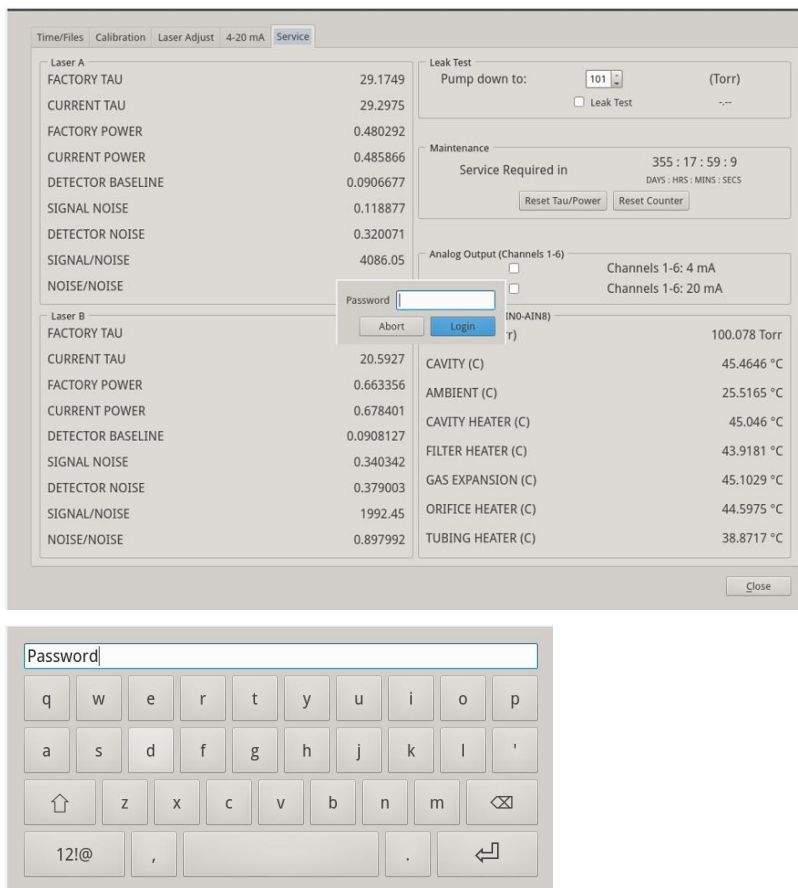 Time/Files Calibration Laser Adjust 4-20 mA Service
Laser A
FACTORY TAU 29.1749
CURRENT TAU 29.2975
FACTORY POWER 0.480292
CURRENT POWER 0.485866
DETECTOR BASELINE 0.0906677
SIGNAL NOISE 0.118877
DETECTOR NOISE 0.320071
SIGNAL/NOISE 4086.05
NOISE/NOISE
Laser B
FACTORY TAU
CURRENT TAU 20.5927
FACTORY POWER 0.663356
CURRENT POWER 0.678401
DETECTOR BASELINE 0.0908127
SIGNAL NOISE 0.340342
DETECTOR NOISE 0.379003
SIGNAL/NOISE 1992.45
NOISE/NOISE 0.897992
Leak Test
Pump down to: 101 (Torr)
Leak Test -.--
Maintenance
Service Required in 355 : 17 : 59 : 9
DAYS : HRS : MINS : SECS
Reset Tau/Power Reset Counter
Analog Output (Channels 1-6)
Channels 1-6: 4 mA
Channels 1-6: 20 mA
Password
Abort Login
IN0-AIN8)
100.078 Torr
CAVITY (C) 45.4646 °C
AMBIENT (C) 25.5165 °C
CAVITY HEATER (C) 45.046 °C
FILTER HEATER (C) 43.9181 °C
GAS EXPANSION (C) 45.1029 °C
ORIFICE HEATER (C) 44.5975 °C
TUBING HEATER (C) 38.8717 °C
Close
Password
q w e r t y u i o p
a s d f g h j k l '
z x c v b n m
12!@ , .